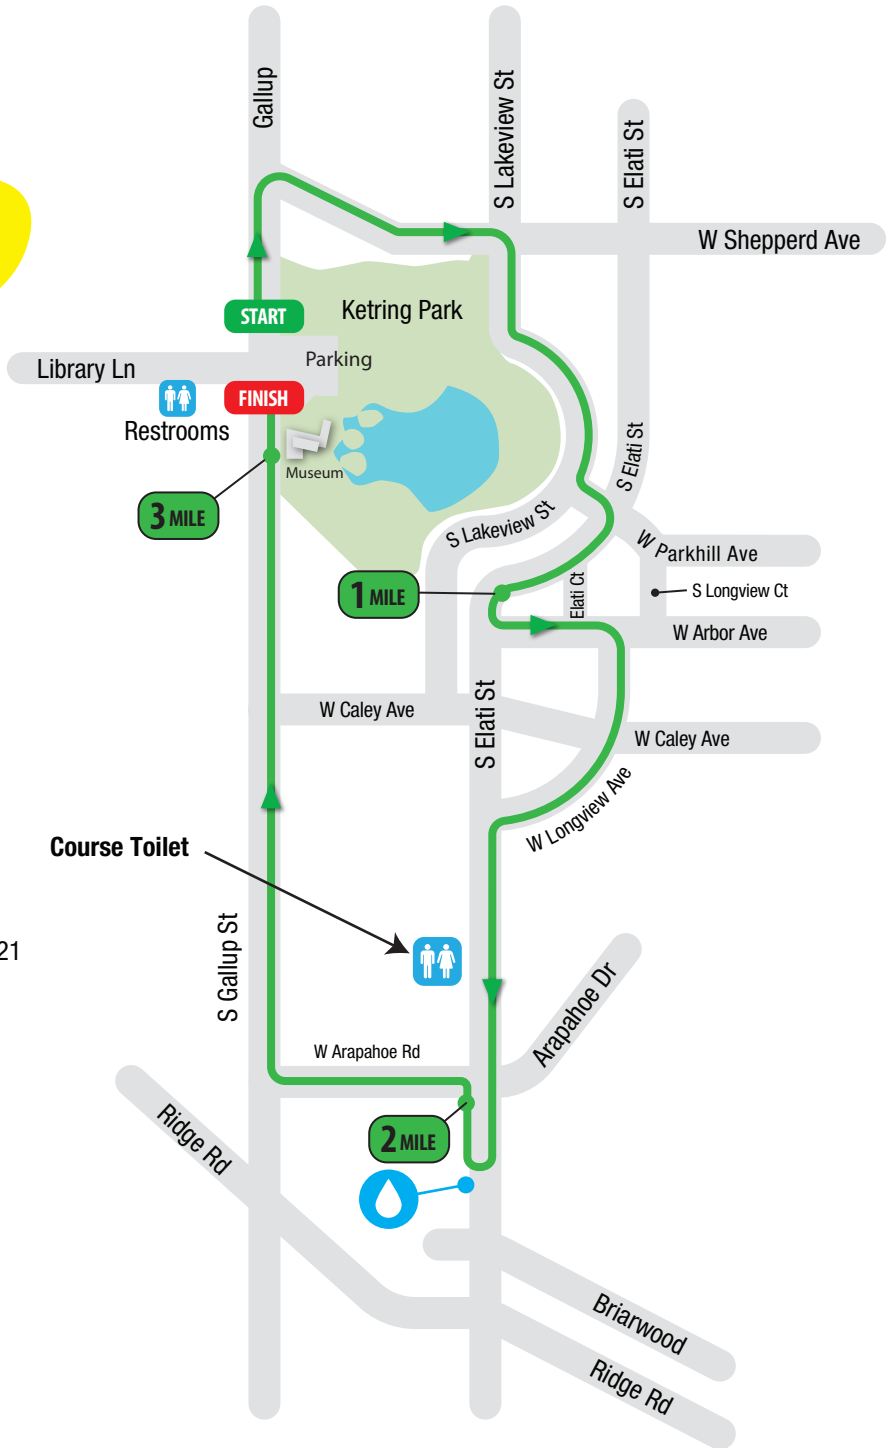 Gallup
S Lakeview St
S Elati St
W Shepperd Ave
START
Ketring Park
Library Ln
Parking
FINISH
Restrooms
Museum
3 MILE
S Elati St
S Lakeview St
W Parkhill Ave
1 MILE
Elati Ct
S Longview Ct
W Arbor Ave
W Caley Ave
S Elati St
W Caley Ave
W Longview Ave
Course Toilet
21
S Gallup St
Arapahoe Dr
W Arapahoe Rd
Ridge Rd
2 MILE
Briarwood
Ridge Rd